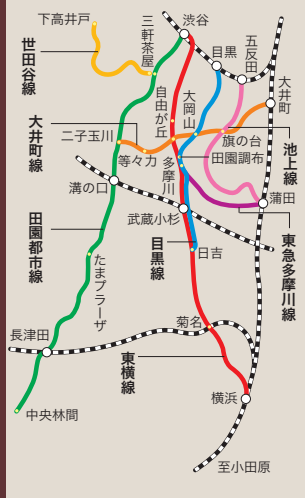 下高井戸
三軒茶屋
渋谷
目黒
五反田
大井町
世田谷線
自由が丘
大岡山
大井町線
二子玉川
等々力
旗の台
池上線
田園調布
多摩川
溝の口
蒲田
武蔵小杉
田園都市線
目黒線
日吉
東急多摩川線
たまプラーザ
長津田
菊名
東横線
横浜
中央林間
至小田原